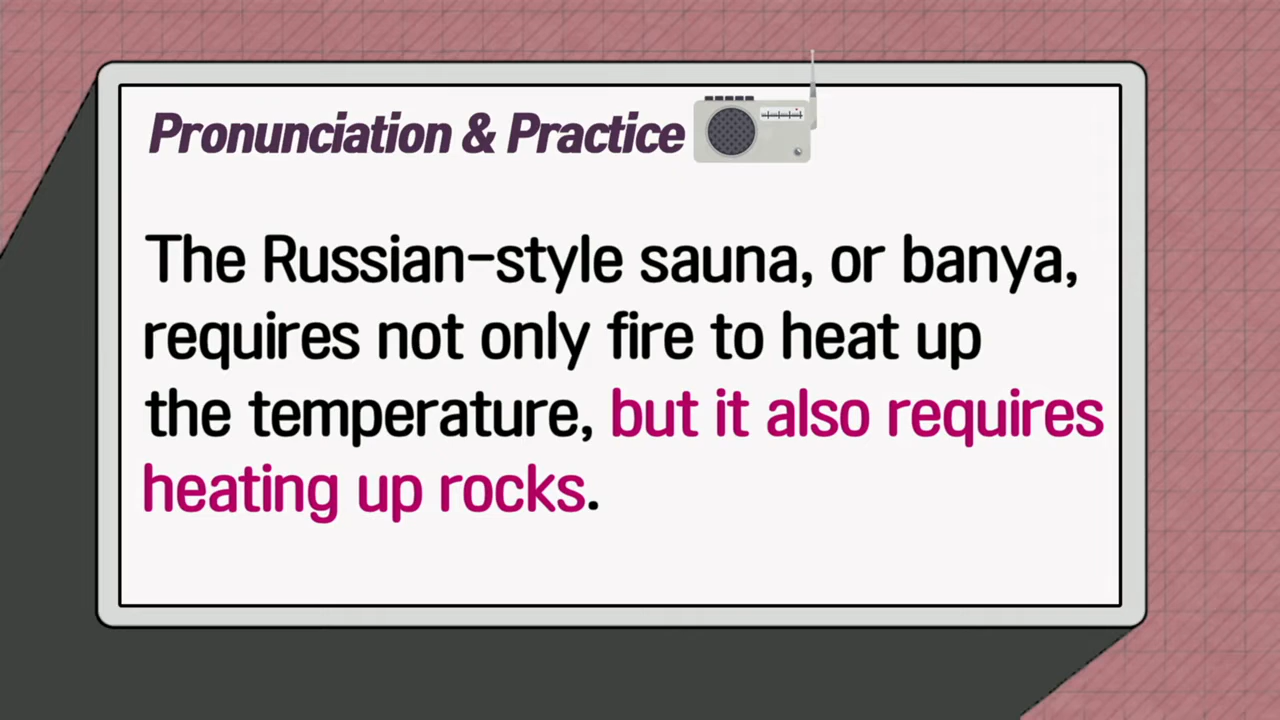 Pronunciation & Practice
The Russian-style sauna, or banya,
requires not only fire to heat up
the temperature, but it also requires
heating up rocks.